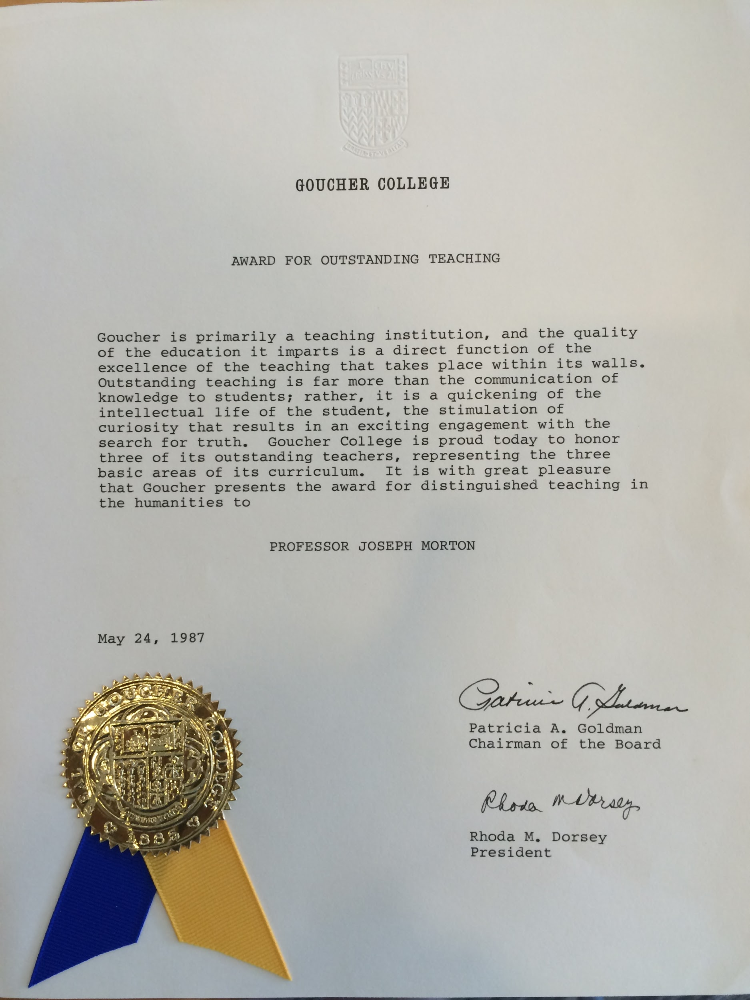 GRATIA ET VERITAS
GOUCHER COLLEGE
AWARD FOR OUTSTANDING TEACHING
Goucher is primarily a teaching institution, and the quality
of the education it imparts is a direct function of the
excellence of the teaching that takes place within its walls.
Outstanding teaching is far more than the communication of
knowledge to students; rather, it is a quickening of the
intellectual life of the student, the stimulation of
curiosity that results in an exciting engagement with the
search for truth.  Goucher College is proud today to honor
three of its outstanding teachers, representing the three
basic areas of its curriculum.  It is with great pleasure
that Goucher presents the award for distinguished teaching in
the humanities to
PROFESSOR JOSEPH MORTON
May 24, 1987
SEAL OF GOUCHER COLLEGE
1885
Patricia A. Goldman
Patricia A. Goldman
Chairman of the Board
Rhoda M Dorsey
Rhoda M. Dorsey
President